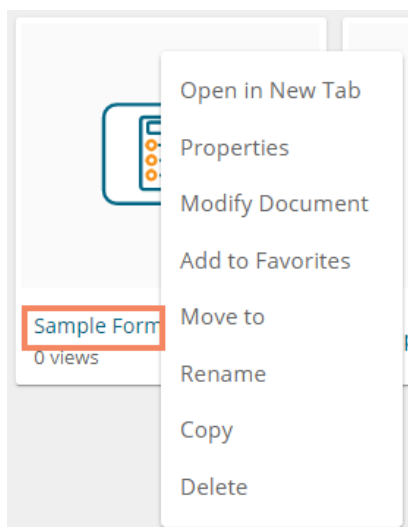 Open in New Tab
Properties
Modify Document
Add to Favorites
Sample Form
Move to
0 views
Rename
Copy
Delete